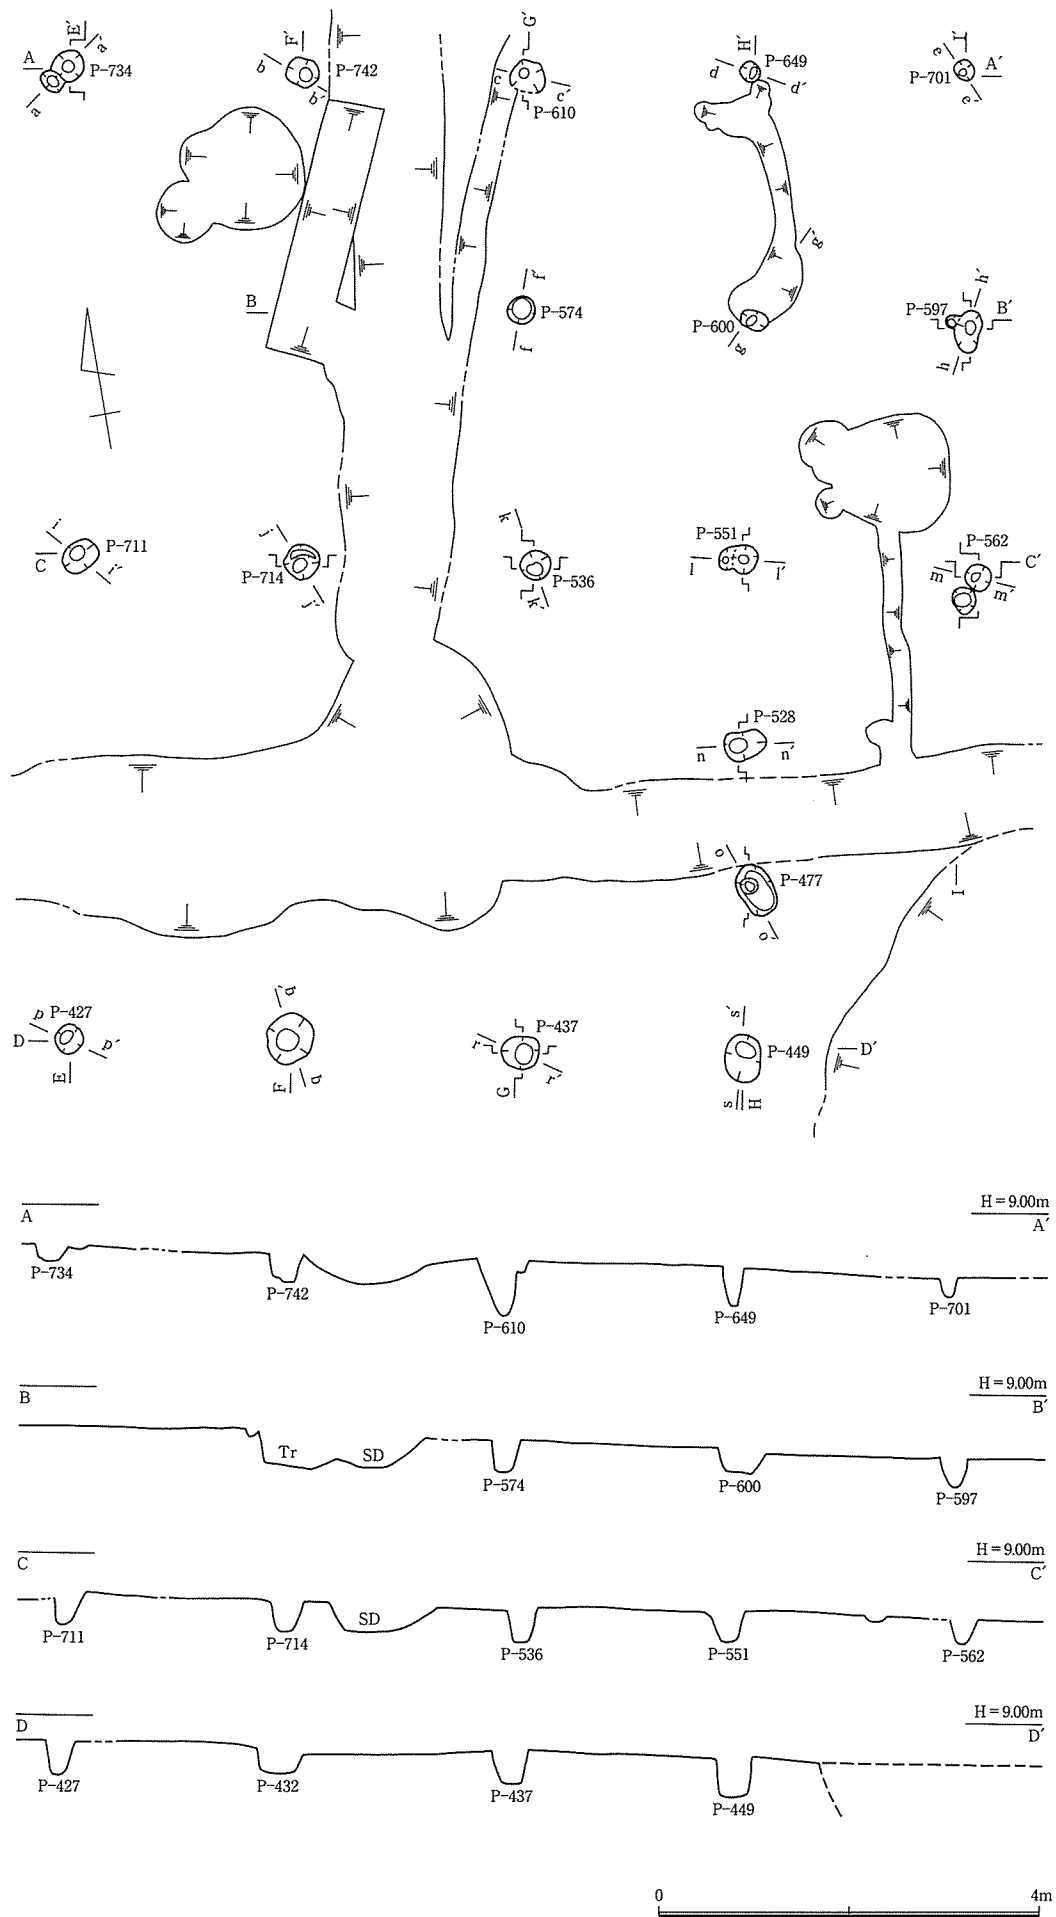 E′
A
a′
P-734
a
F′
b
P-742
b′
G′
c
c′
P-610
H′
P-649
d
d′
I′
e′
A′
P-701
e
g′
B
f
P-574
f′
P-600
g
h′
P-597
B′
h
i
P-711
C
i′
j
P-714
j′
k
P-536
k′
P-551
l
l′
P-562
C′
m
m′
P-528
n
n′
o
P-477
o′
I
p
P-427
D
p′
E
q′
F
q
P-437
r
r′
G
s′
P-449
D′
s
H
A
H=9.00m
A′
P-734
P-742
P-610
P-649
P-701
B
H=9.00m
B′
Tr
SD
P-574
P-600
P-597
C
H=9.00m
C′
SD
P-711
P-714
P-536
P-551
P-562
D
H=9.00m
D′
P-427
P-432
P-437
P-449
0
4m